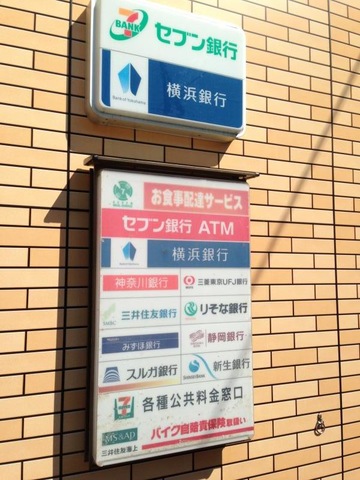 7
BANK
セブン銀行
Bank of Yokohama
横浜銀行
お食事配達サービス
セブン銀行 ATM
横浜銀行
神奈川銀行
三菱東京UFJ銀行
SMBC
三井住友銀行
りそな銀行
みずほ銀行
静岡銀行
スルガ銀行
新生銀行
7
各種公共料金窓口
MS&AD
三井住友海上
バイク自賠責保険取扱い